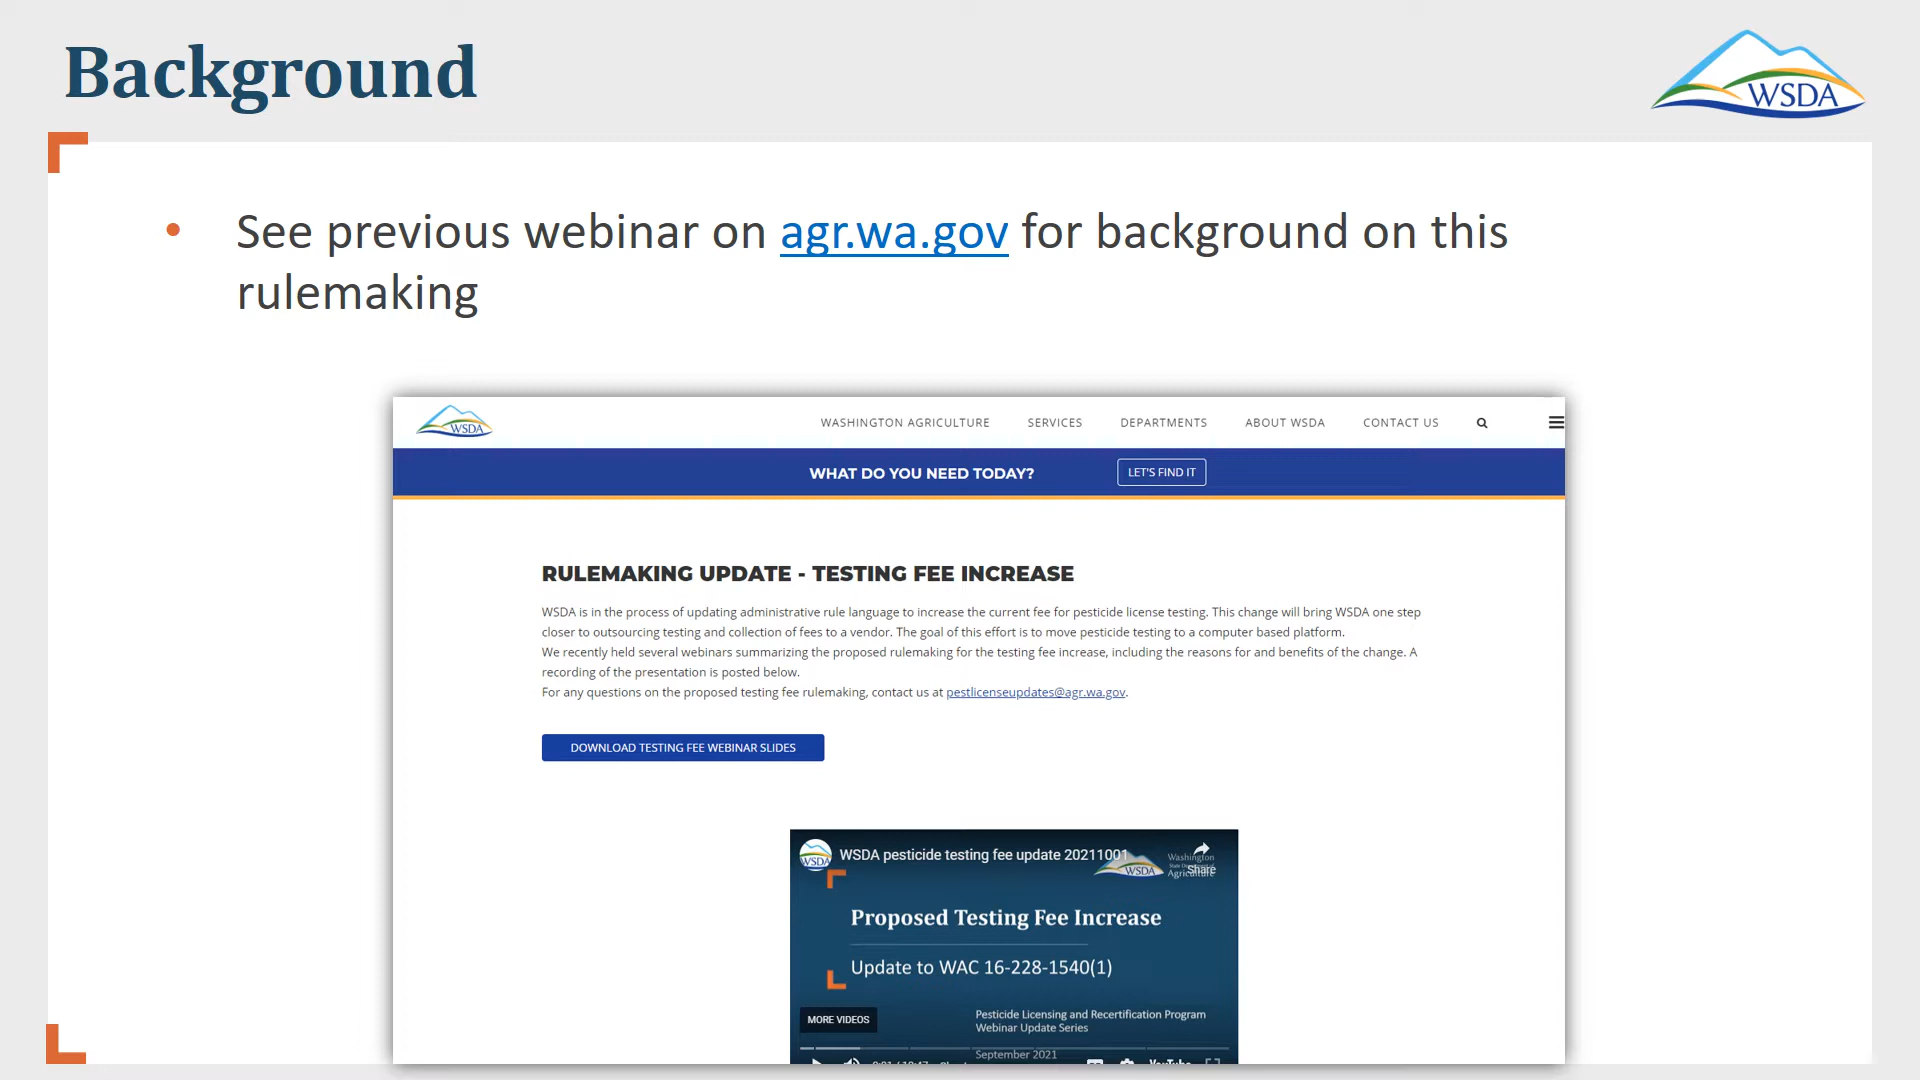 Background
WSDA
• See previous webinar on agr.wa.gov for background on this
rulemaking
WSDA
WASHINGTON AGRICULTURE
SERVICES
DEPARTMENTS
ABOUT WSDA
CONTACT US
WHAT DO YOU NEED TODAY?
LET'S FIND IT
RULEMAKING UPDATE - TESTING FEE INCREASE
WSDA is in the process of updating administrative rule language to increase the current fee for pesticide license testing. This change will bring WSDA one step
closer to outsourcing testing and collection of fees to a vendor. The goal of this effort is to move pesticide testing to a computer based platform.
We recently held several webinars summarizing the proposed rulemaking for the testing fee increase, including the reasons for and benefits of the change. A
recording of the presentation is posted below.
For any questions on the proposed testing fee rulemaking, contact us at pestlicenseupdates@agr.wa.gov.
DOWNLOAD TESTING FEE WEBINAR SLIDES
WSDA
WSDA pesticide testing fee update 20211001
WSDA
Washington
Agriculture
Share
Proposed Testing Fee Increase
Update to WAC 16-228-1540(1)
MORE VIDEOS
Pesticide Licensing and Recertification Program
Webinar Update Series
September 2021
YouTube